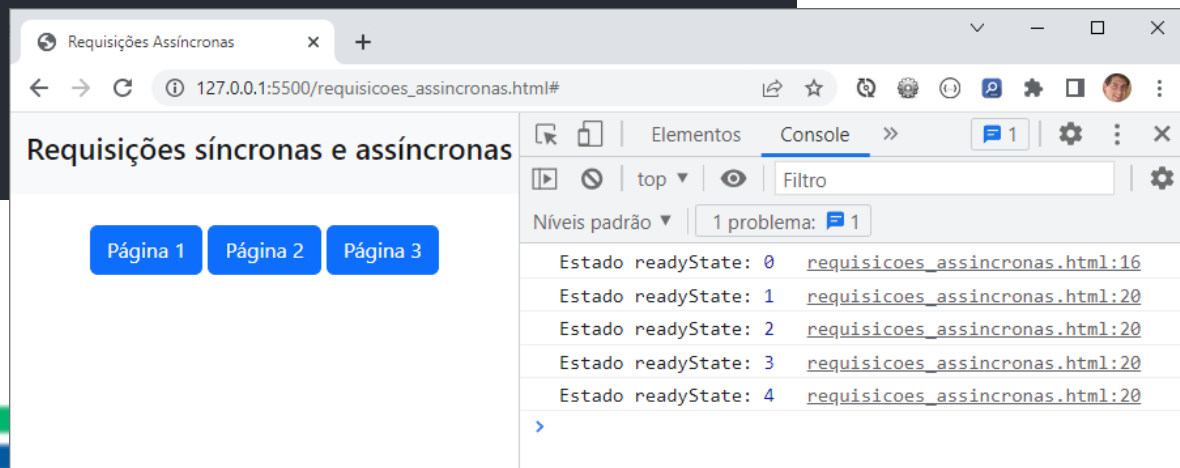 Requisições Assíncronas
127.0.0.1:5500/requisicoes_assincronas.html#
Requisições síncronas e assíncronas
Página 1 Página 2 Página 3
Elementos Console 1
top Filtro
Níveis padrão 1 problema: 1
Estado readyState: 0 requisicoes_assincronas.html:16
Estado readyState: 1 requisicoes_assincronas.html:20
Estado readyState: 2 requisicoes_assincronas.html:20
Estado readyState: 3 requisicoes_assincronas.html:20
Estado readyState: 4 requisicoes_assincronas.html:20